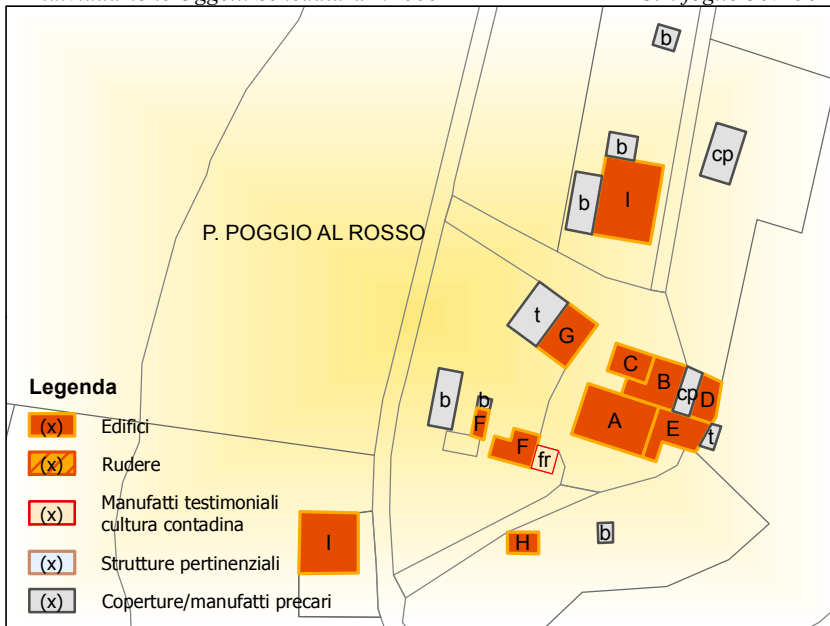 b
b
cp
b
I
P. POGGIO AL ROSSO
t
G
C
B
cp
D
A
E
t
b
b
F
F
fr
I
H
b
Legenda
(x) Edifici
(x) Rudere
(x) Manufatti testimoniali
cultura contadina
(x) Strutture pertinenziali
(x) Coperture/manufatti precari